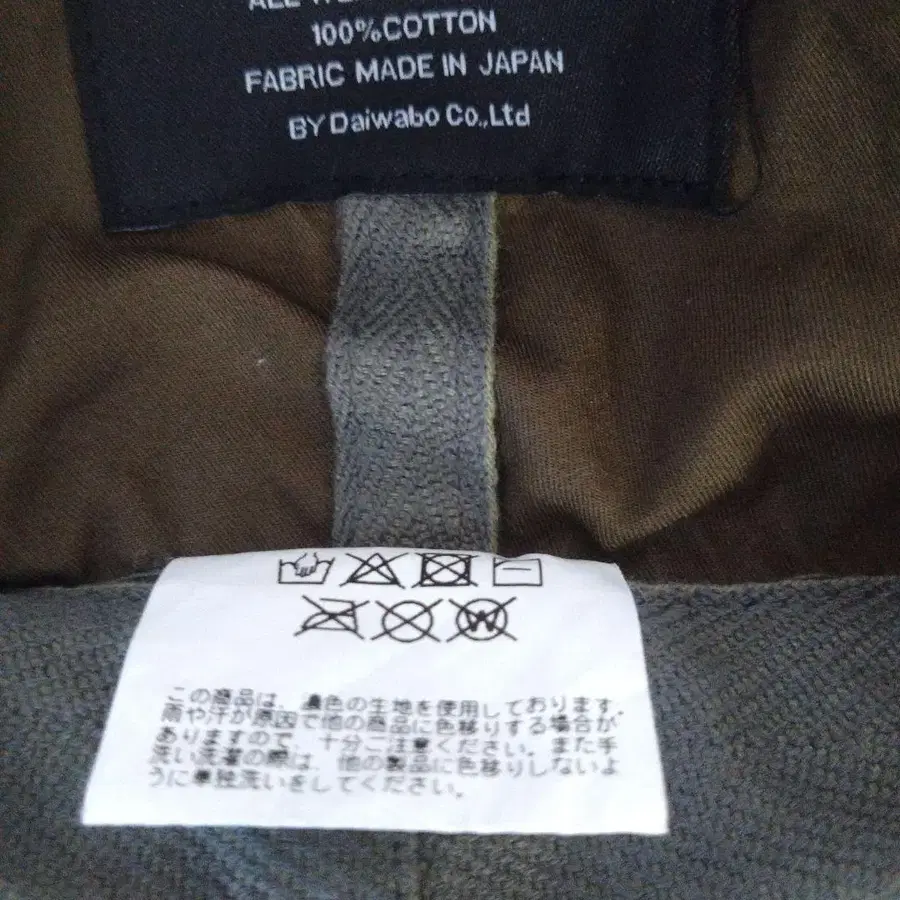 ALL
100%COTTON
FABRIC MADE IN JAPAN
BY Daiwabo Co.,Ltd
W
この商品は、濃色の生地を使用しております。
雨や汗が原因で他の商品に色移りする場合が
ありますので、十分ご注意ください。また手
洗い洗濯の際は、他の製品に色移りしないよ
うに単独洗いをしてください。